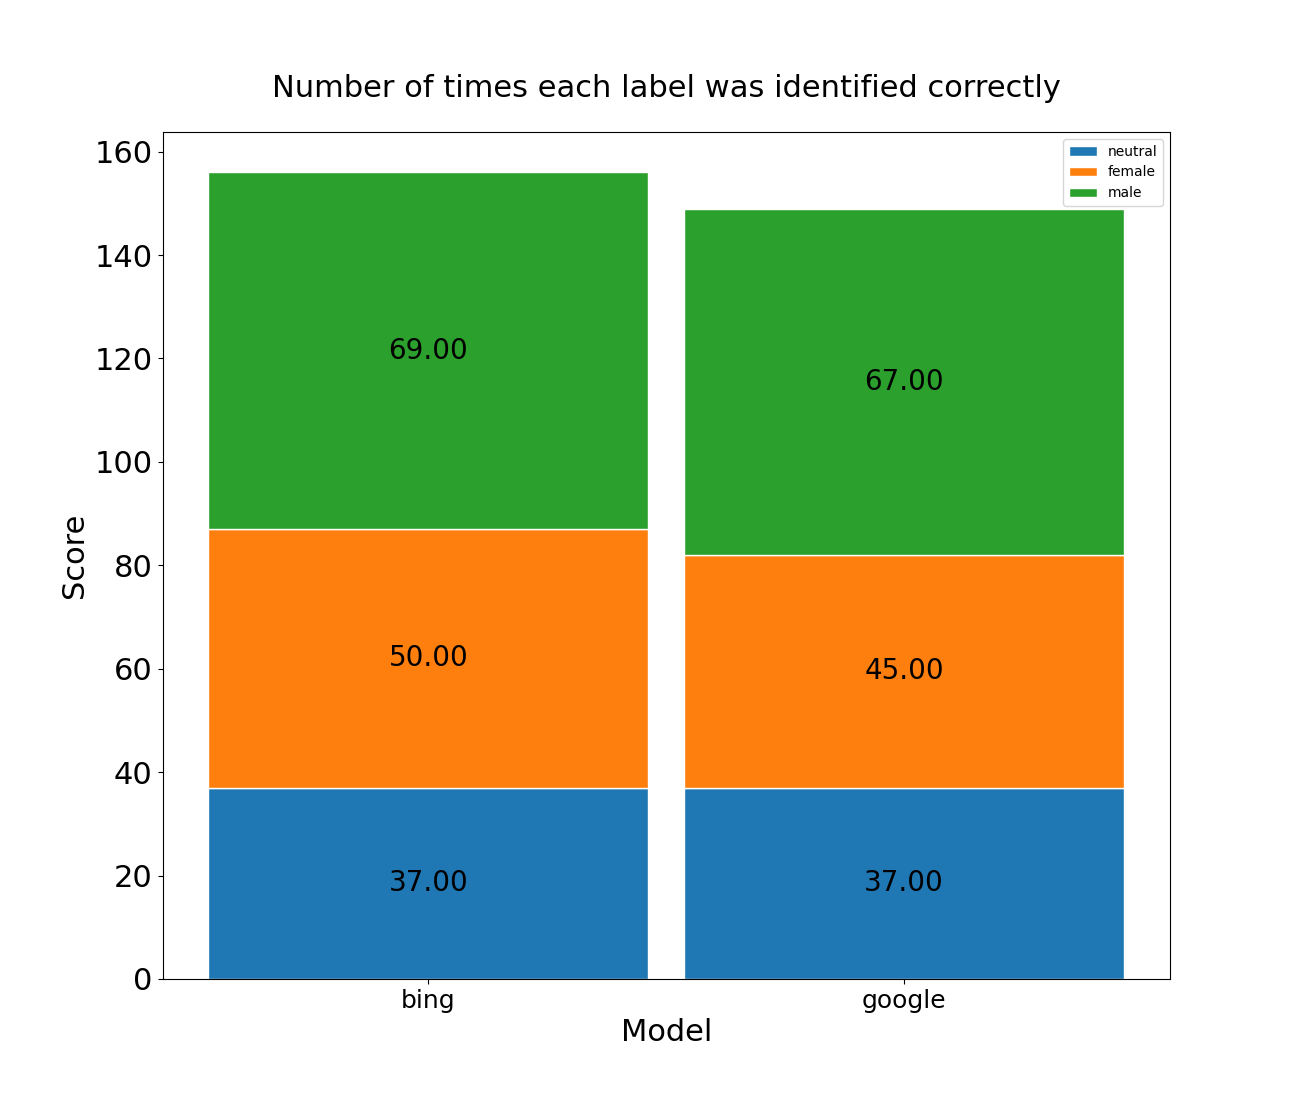 Number of times each label was identified correctly
160
140
120
100
80
60
40
20
0
Score
neutral
female
male
69.00
67.00
50.00
45.00
37.00
37.00
bing
google
Model